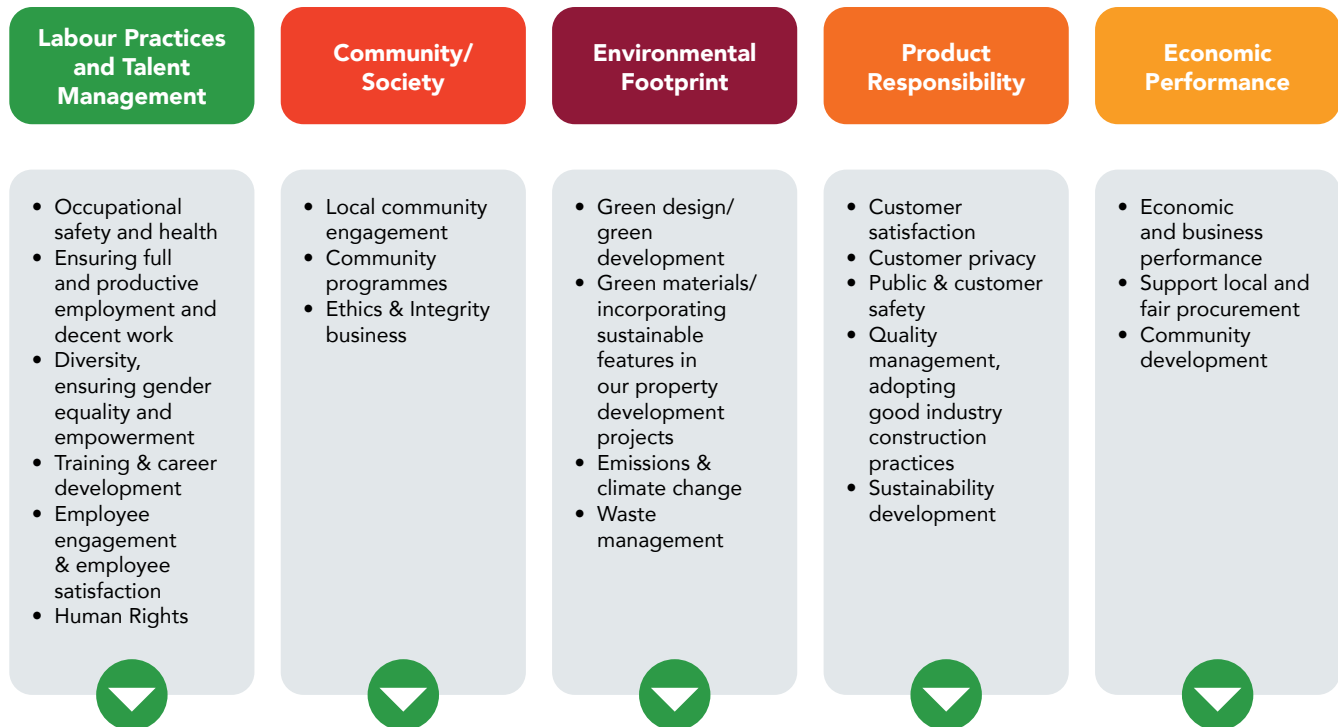 Labour Practices
and Talent
Management
Community/
Society
Environmental
Footprint
Product
Responsibility
Economic
Performance
• Occupational
safety and health
• Ensuring full
and productive
employment and
decent work
• Diversity,
ensuring gender
equality and
empowerment
• Training & career
development
• Employee
engagement
& employee
satisfaction
• Human Rights
• Local community
engagement
• Community
programmes
• Ethics & Integrity
business
• Green design/
green
development
• Green materials/
incorporating
sustainable
features in
our property
development
projects
• Emissions &
climate change
• Waste
management
• Customer
satisfaction
• Customer privacy
• Public & customer
safety
• Quality
management,
adopting
good industry
construction
practices
• Sustainability
development
• Economic
and business
performance
• Support local and
fair procurement
• Community
development